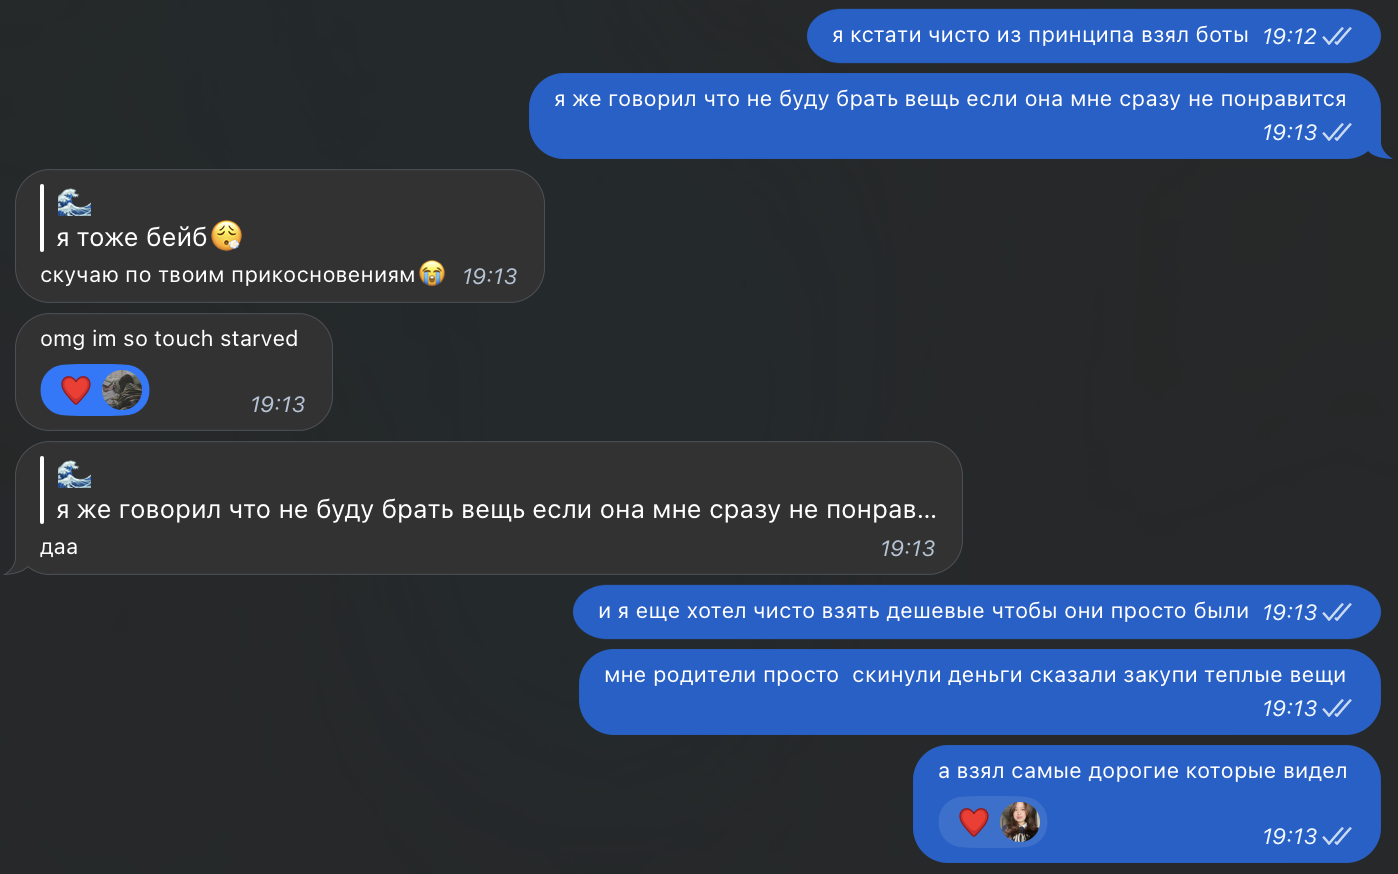 я кстати чисто из принципа взял боты 19:12
я же говорил что не буду брать вещь если она мне сразу не понравится
19:13
🌊
я тоже бейб😮‍💨
скучаю по твоим прикосновениям😭 19:13
omg im so touch starved
❤️
19:13
🌊
я же говорил что не буду брать вещь если она мне сразу не понрав...
даа 19:13
и я еще хотел чисто взять дешевые чтобы они просто были 19:13
мне родители просто  скинули деньги сказали закупи теплые вещи
19:13
а взял самые дорогие которые видел
❤️
19:13